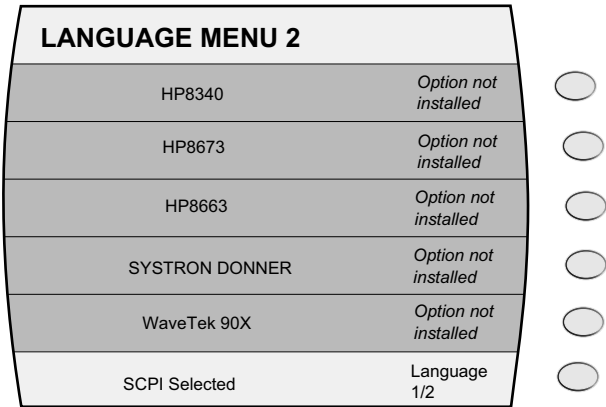 LANGUAGE MENU 2
HP8340
Option not
installed
HP8673
Option not
installed
HP8663
Option not
installed
SYSTRON DONNER
Option not
installed
WaveTek 90X
Option not
installed
SCPI Selected
Language
1/2